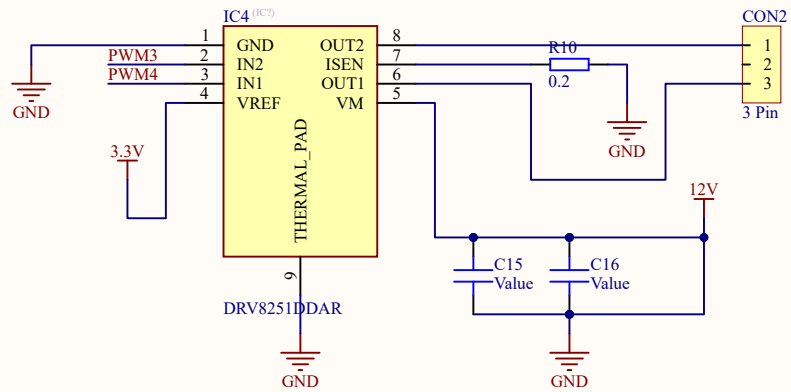 IC4 (IC?)
CON2
1 GND OUT2 8
PWM3 2 IN2 ISEN 7 R10
PWM4 3 IN1 OUT1 6 0.2
4 VREF VM 5
1
2
3
3 Pin
GND
GND
3.3V
THERMAL_PAD
12V
C15
Value
C16
Value
9
DRV8251DDAR
GND
GND